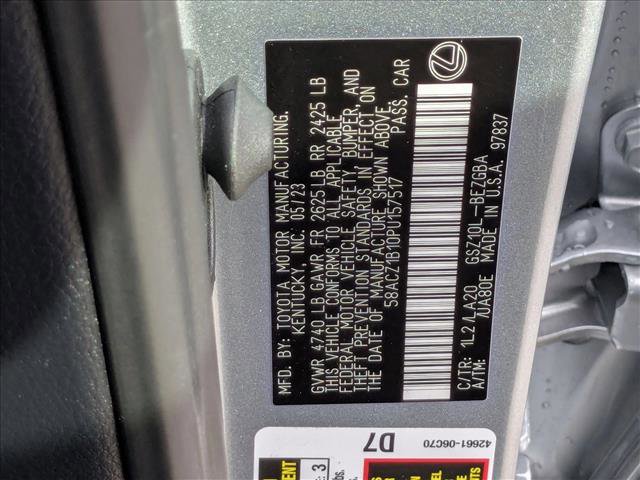 MFD. BY: TOYOTA MOTOR MANUFACTURING.
KENTUCKY, INC. 05/23
GVWR 4740 LB GAWR FR 2625 LB RR 2425 LB
THIS VEHICLE CONFORMS TO ALL APPLICABLE
FEDERAL MOTOR VEHICLE SAFETY, BUMPER, AND
THEFT PREVENTION STANDARDS IN EFFECT ON
THE DATE OF MANUFACTURE SHOWN ABOVE.
58ACZ1B10PU157517 PASS. CAR
C/TR: 1L2/LA20 GSZ10L-BEZGBA
A/TM: /UA80E MADE IN U.S.A. 97837
D7
42661-06C70